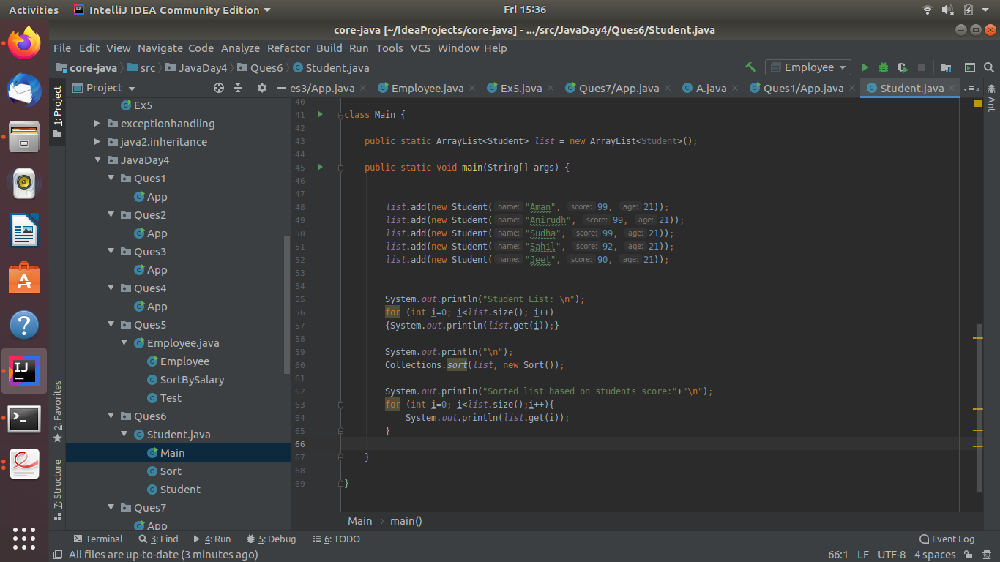 Activities IntelliJ IDEA Community Edition Fri 15:36
core-java [~/IdeaProjects/core-java] - .../src/JavaDay4/Ques6/Student.java
File Edit View Navigate Code Analyze Refactor Build Run Tools VCS Window Help
core-java src JavaDay4 Ques6 Student.java Employee
Project
es3/App.java Employee.java Ex5.java Ques7/App.java A.java Ques1/App.java Student.java
1: Project
2: Favorites
7: Structure
Ex5
exceptionhandling
java2.inheritance
JavaDay4
Ques1
App
Ques2
App
Ques3
App
Ques4
App
Ques5
Employee.java
Employee
SortBySalary
Test
Ques6
Student.java
Main
Sort
Student
Ques7
App
40
41 class Main {
42
43 public static ArrayList<Student> list = new ArrayList<Student>();
44
45 public static void main(String[] args) {
46
47
48 list.add(new Student( name: "Aman", score: 99, age: 21));
49 list.add(new Student( name: "Anirudh", score: 99, age: 21));
50 list.add(new Student( name: "Sudha", score: 99, age: 21));
51 list.add(new Student( name: "Sahil", score: 92, age: 21));
52 list.add(new Student( name: "Jeet", score: 90, age: 21));
53
54
55 System.out.println("Student List: \n");
56 for (int i=0; i<list.size(); i++)
57 {System.out.println(list.get(i));}
58
59 System.out.println("\n");
60 Collections.sort(list, new Sort());
61
62 System.out.println("Sorted list based on students score:"+"\n");
63 for (int i=0; i<list.size();i++){
64 System.out.println(list.get(i));
65 }
66
67 }
68
69 }
Main › main()
4
Ant
Terminal 3: Find 4: Run 5: Debug 6: TODO Event Log
All files are up-to-date (3 minutes ago) 66:1 LF UTF-8 4 spaces
IJ